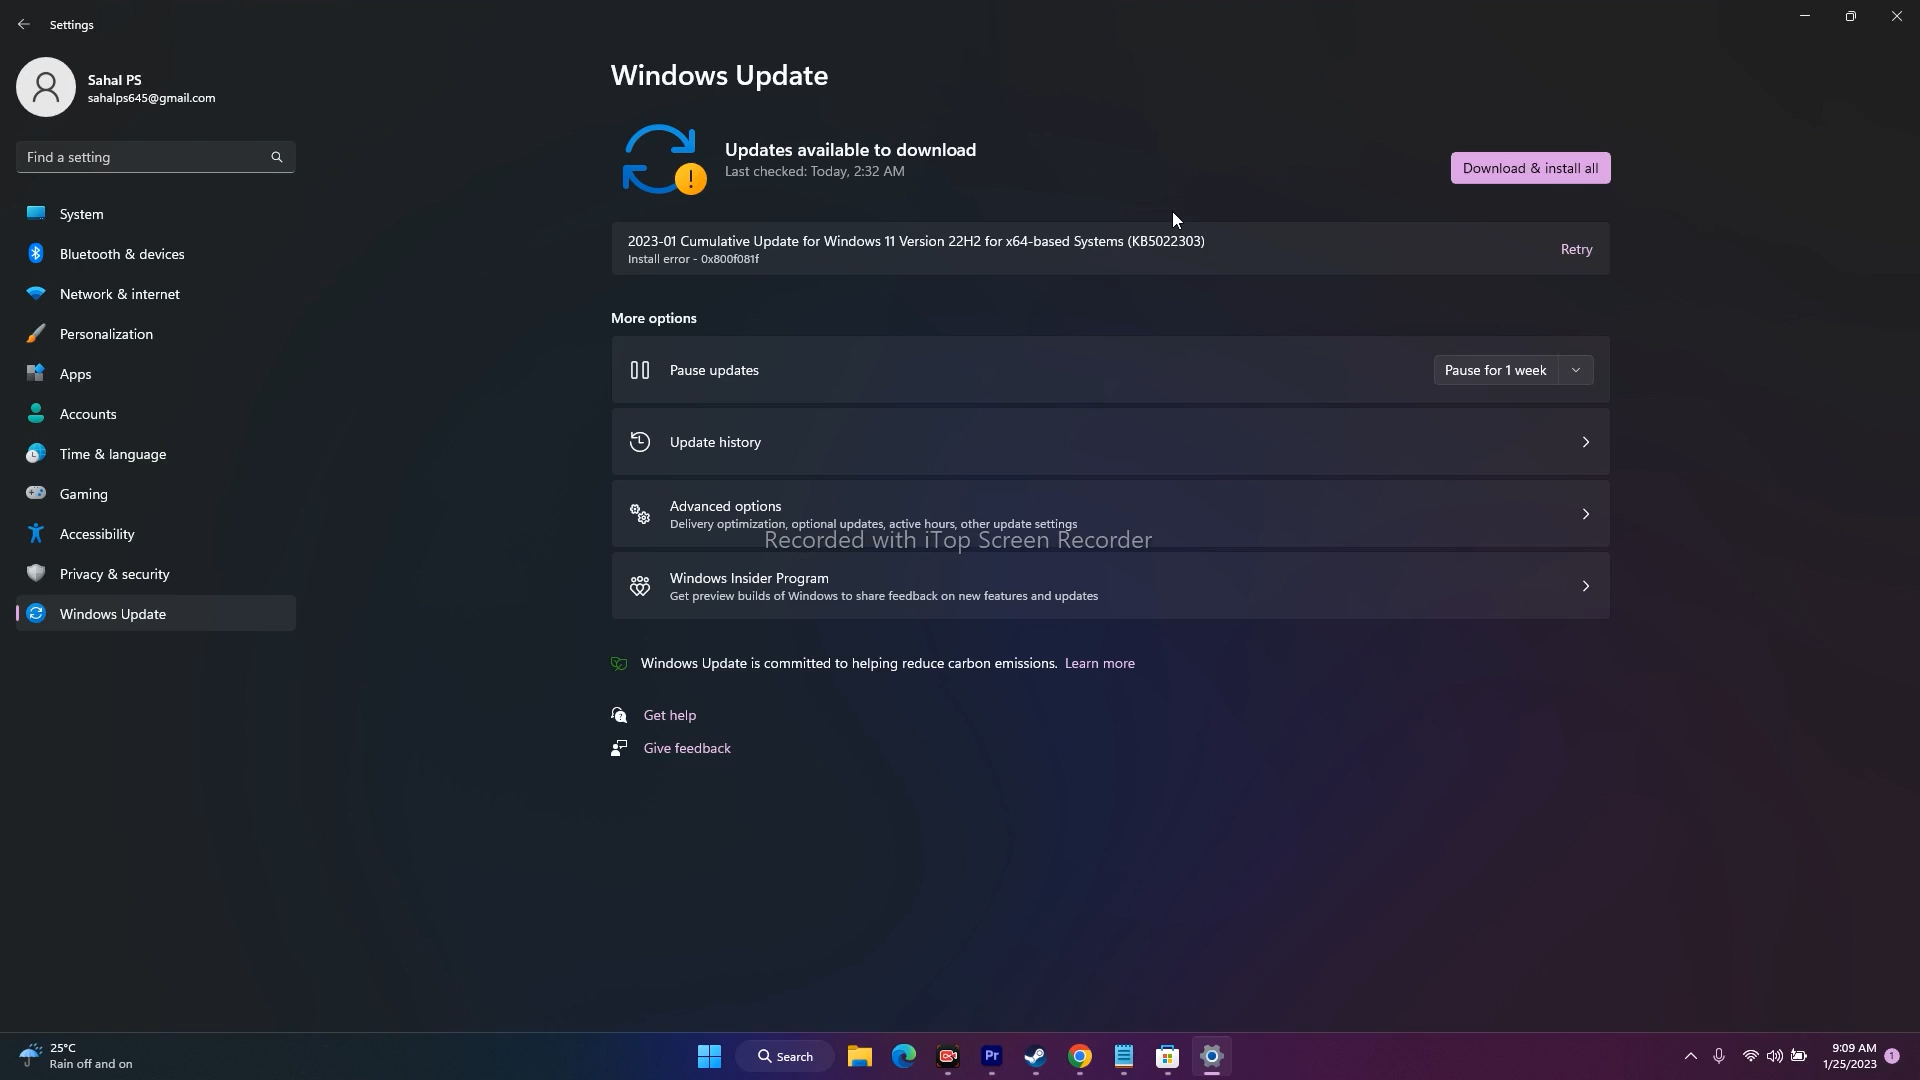 Settings
Sahal PS
sahalps645@gmail.com
Find a setting
System
Bluetooth & devices
Network & internet
Personalization
Apps
Accounts
Time & language
Gaming
Accessibility
Privacy & security
Windows Update
Windows Update
Updates available to download
Last checked: Today, 2:32 AM
Download & install all
2023-01 Cumulative Update for Windows 11 Version 22H2 for x64-based Systems (KB5022303)
Install error - 0x800f081f
Retry
More options
Pause updates
Pause for 1 week
Update history
Advanced options
Delivery optimization, optional updates, active hours, other update settings
Recorded with iTop Screen Recorder
Windows Insider Program
Get preview builds of Windows to share feedback on new features and updates
Windows Update is committed to helping reduce carbon emissions. Learn more
Get help
Give feedback
25°C
Rain off and on
Search
Pr
9:09 AM
1/25/2023
1